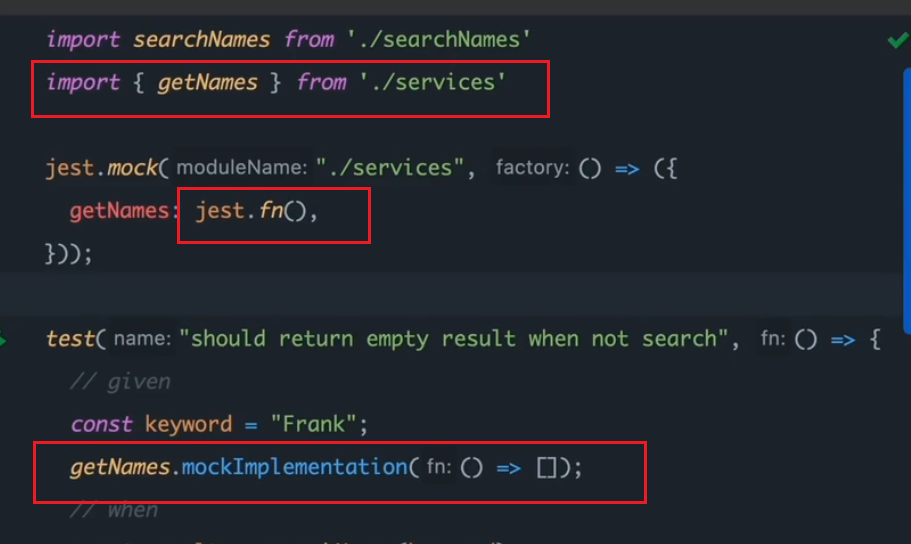 import searchNames from './searchNames'
import { getNames } from './services'
jest.mock( moduleName: "./services", factory: () => ({
getNames: jest.fn(),
}));
test( name: "should return empty result when not search", fn: () => {
// given
const keyword = "Frank";
getNames.mockImplementation( fn: () => []);
// when